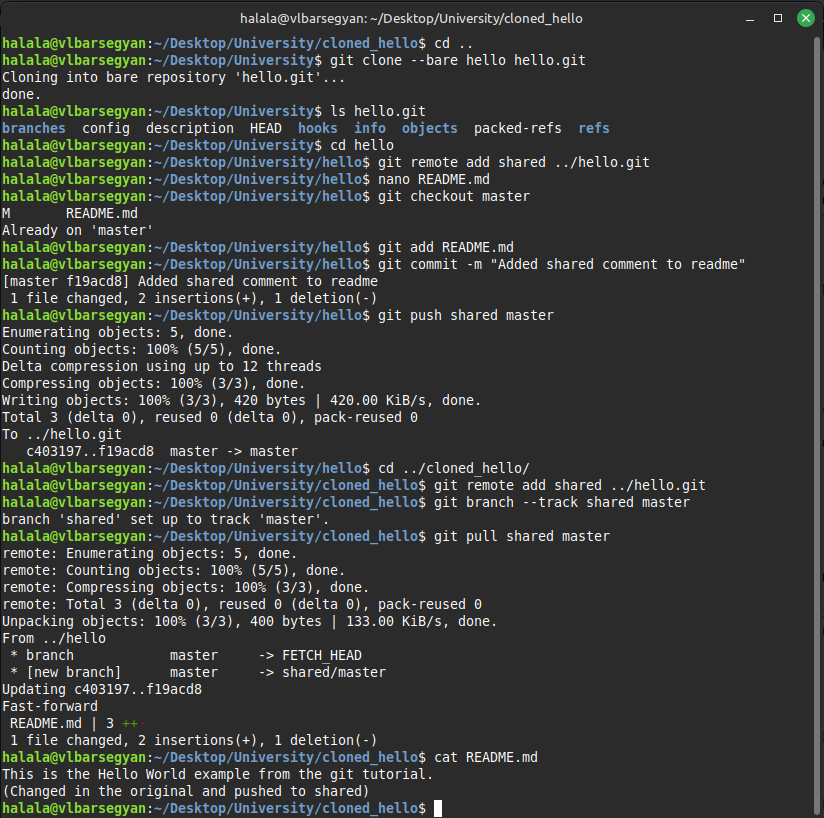 halala@vlbarsegyan: ~/Desktop/University/cloned_hello
halala@vlbarsegyan:~/Desktop/University/cloned_hello$ cd ..
halala@vlbarsegyan:~/Desktop/University$ git clone --bare hello hello.git
Cloning into bare repository 'hello.git'...
done.
halala@vlbarsegyan:~/Desktop/University$ ls hello.git
branches  config  description  HEAD  hooks  info  objects  packed-refs  refs
halala@vlbarsegyan:~/Desktop/University$ cd hello
halala@vlbarsegyan:~/Desktop/University/hello$ git remote add shared ../hello.git
halala@vlbarsegyan:~/Desktop/University/hello$ nano README.md
halala@vlbarsegyan:~/Desktop/University/hello$ git checkout master
M       README.md
Already on 'master'
halala@vlbarsegyan:~/Desktop/University/hello$ git add README.md
halala@vlbarsegyan:~/Desktop/University/hello$ git commit -m "Added shared comment to readme"
[master f19acd8] Added shared comment to readme
 1 file changed, 2 insertions(+), 1 deletion(-)
halala@vlbarsegyan:~/Desktop/University/hello$ git push shared master
Enumerating objects: 5, done.
Counting objects: 100% (5/5), done.
Delta compression using up to 12 threads
Compressing objects: 100% (3/3), done.
Writing objects: 100% (3/3), 420 bytes | 420.00 KiB/s, done.
Total 3 (delta 0), reused 0 (delta 0), pack-reused 0
To ../hello.git
   c403197..f19acd8  master -> master
halala@vlbarsegyan:~/Desktop/University/hello$ cd ../cloned_hello/
halala@vlbarsegyan:~/Desktop/University/cloned_hello$ git remote add shared ../hello.git
halala@vlbarsegyan:~/Desktop/University/cloned_hello$ git branch --track shared master
branch 'shared' set up to track 'master'.
halala@vlbarsegyan:~/Desktop/University/cloned_hello$ git pull shared master
remote: Enumerating objects: 5, done.
remote: Counting objects: 100% (5/5), done.
remote: Compressing objects: 100% (3/3), done.
remote: Total 3 (delta 0), reused 0 (delta 0), pack-reused 0
Unpacking objects: 100% (3/3), 400 bytes | 133.00 KiB/s, done.
From ../hello
 * branch            master     -> FETCH_HEAD
 * [new branch]      master     -> shared/master
Updating c403197..f19acd8
Fast-forward
 README.md | 3 ++-
 1 file changed, 2 insertions(+), 1 deletion(-)
halala@vlbarsegyan:~/Desktop/University/cloned_hello$ cat README.md
This is the Hello World example from the git tutorial.
(Changed in the original and pushed to shared)
halala@vlbarsegyan:~/Desktop/University/cloned_hello$